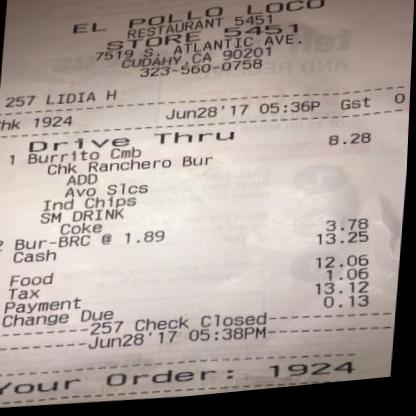 EL POLLO LOCO
RESTAURANT 5451
STORE 5451
7519 S. ATLANTIC AVE.
CUDAHY, CA 90201
323-560-0758
257 LIDIA H
hk 1924 Jun28'17 05:36P Gst 0
Drive Thru
1 Burrito Cmb 8.28
Chk Ranchero Bur
ADD
Avo Slcs
Ind Chips
SM DRINK
Coke
2 Bur-BRC @ 1.89 3.78
Cash 13.25
Food 12.06
Tax 1.06
Payment 13.12
Change Due 0.13
257 Check Closed
Jun28'17 05:38PM
Your Order: 1924